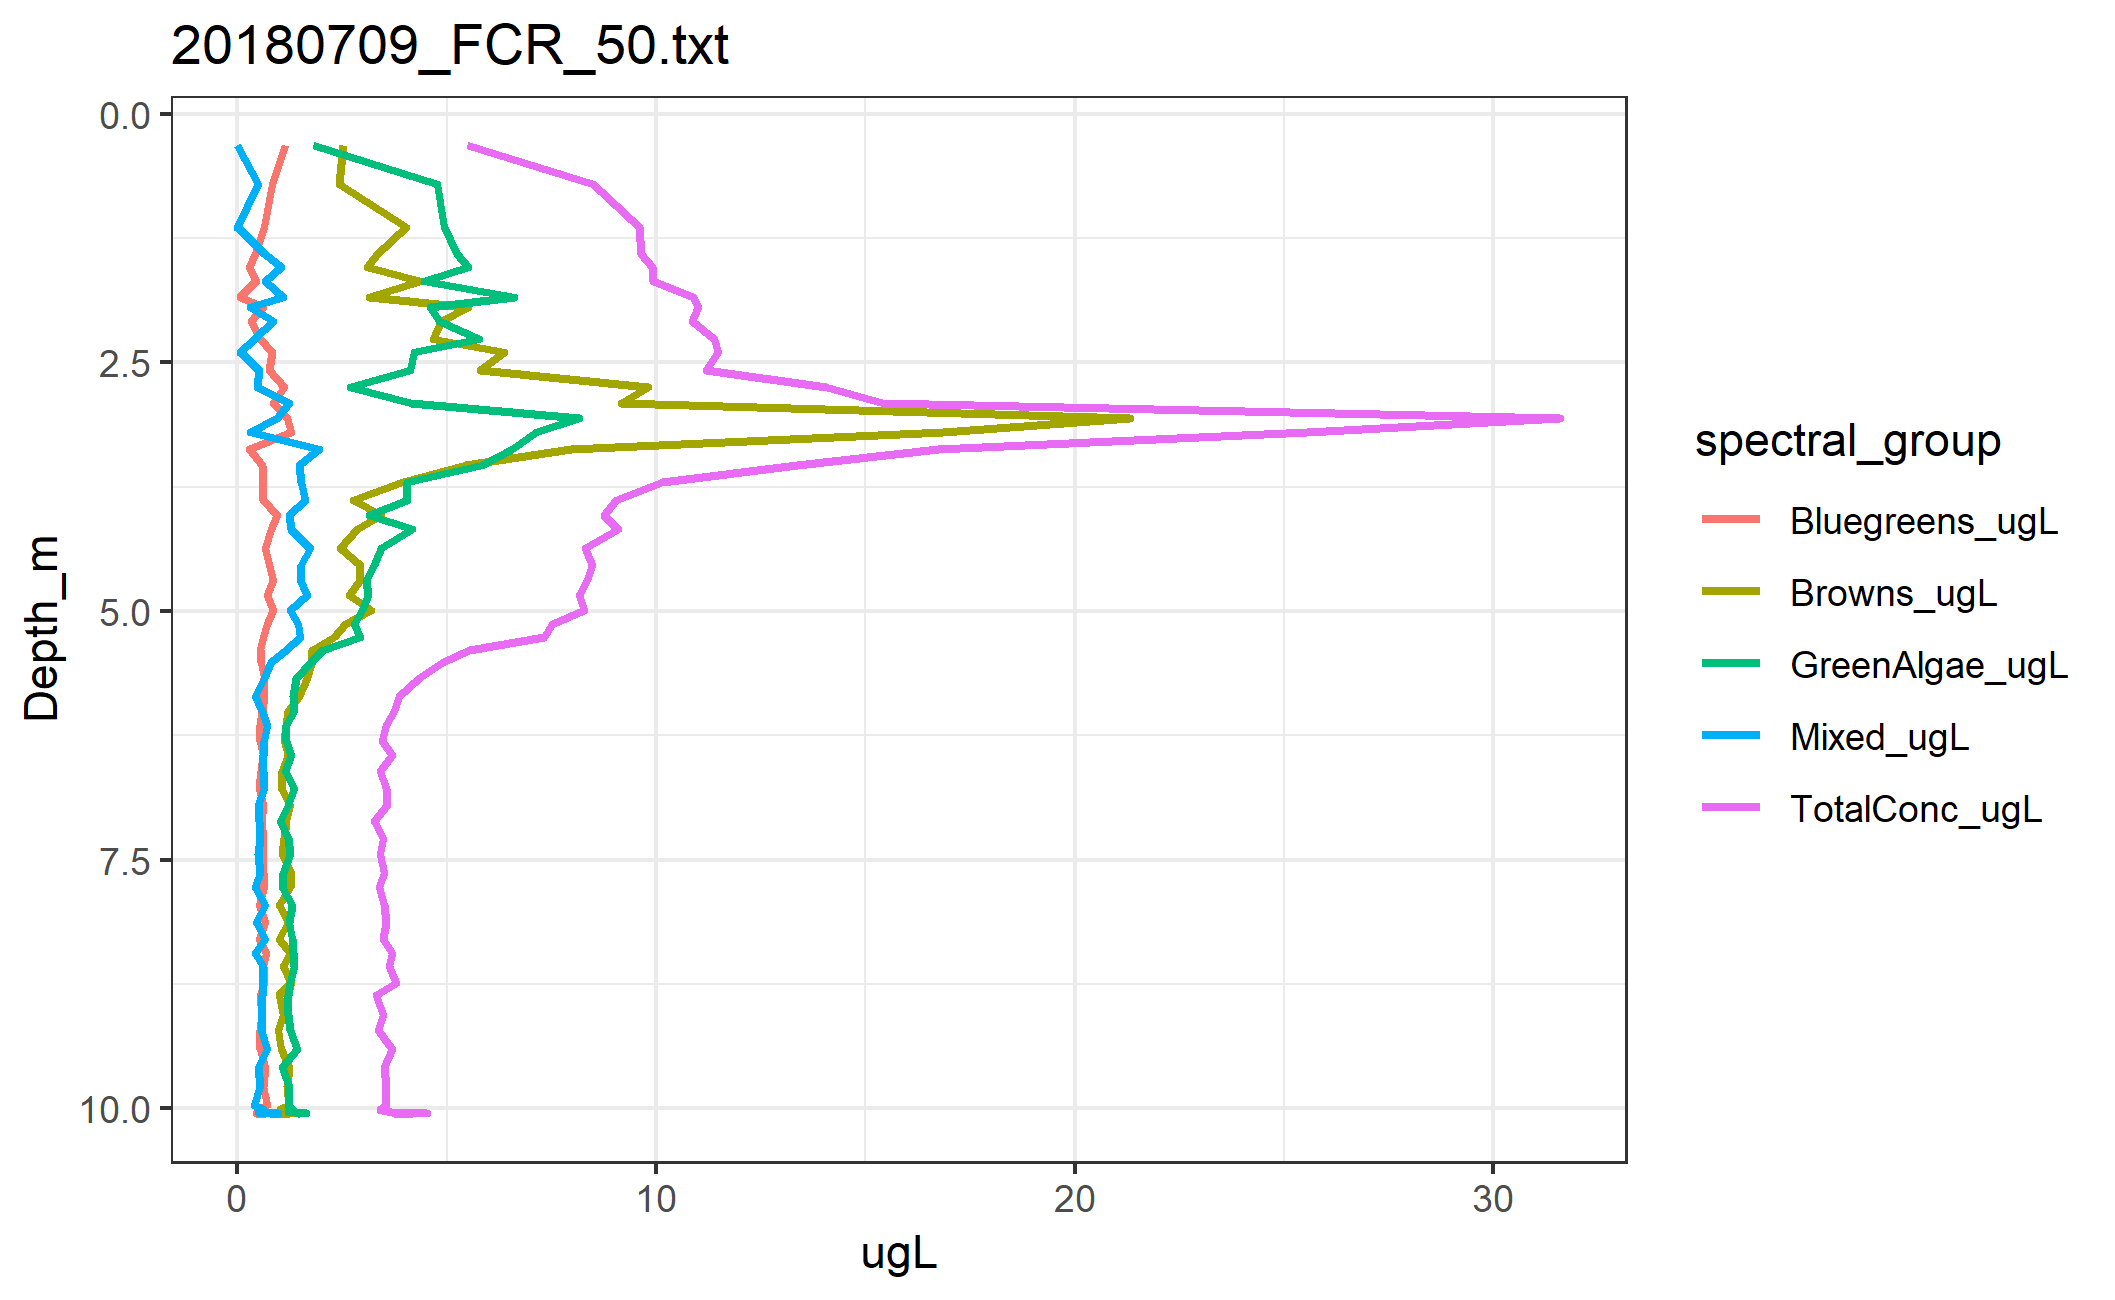 20180709_FCR_50.txt
0.0
2.5
5.0
7.5
10.0
Depth_m
0 10 20 30
ugL
spectral_group
Bluegreens_ugL
Browns_ugL
GreenAlgae_ugL
Mixed_ugL
TotalConc_ugL